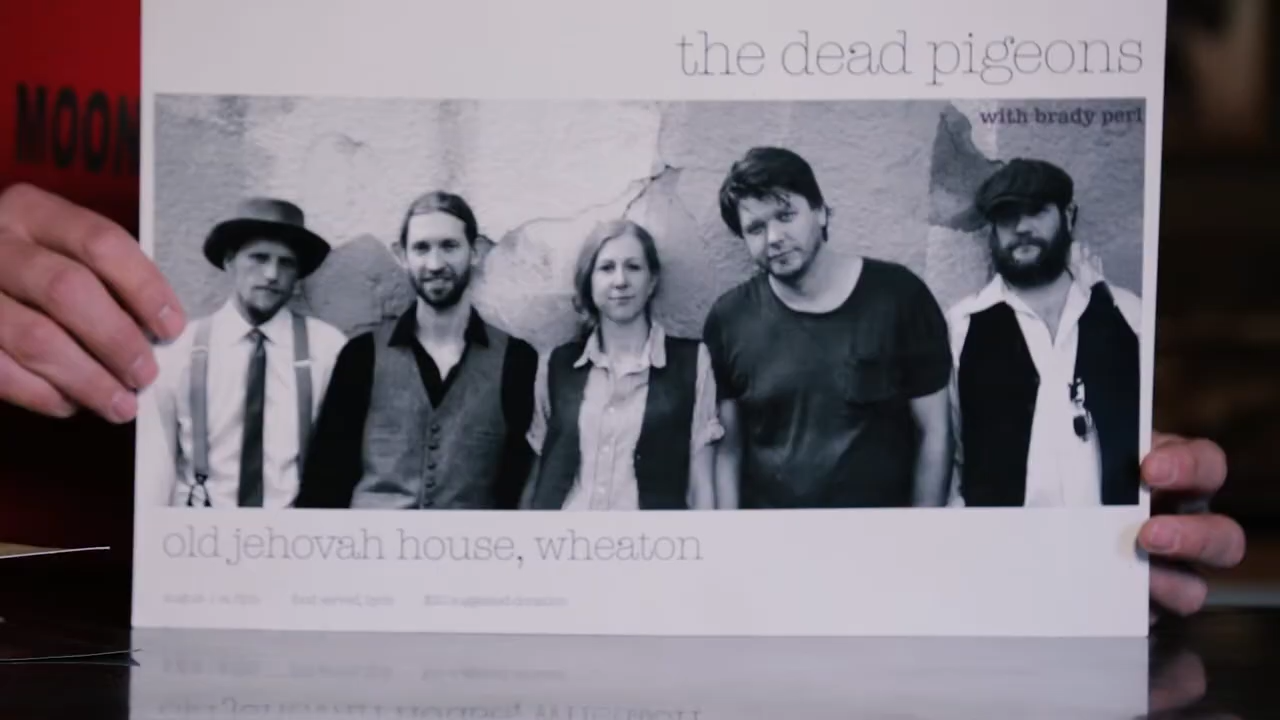 the dead pigeons
MOON
with brady perl
old jehovah house, wheaton